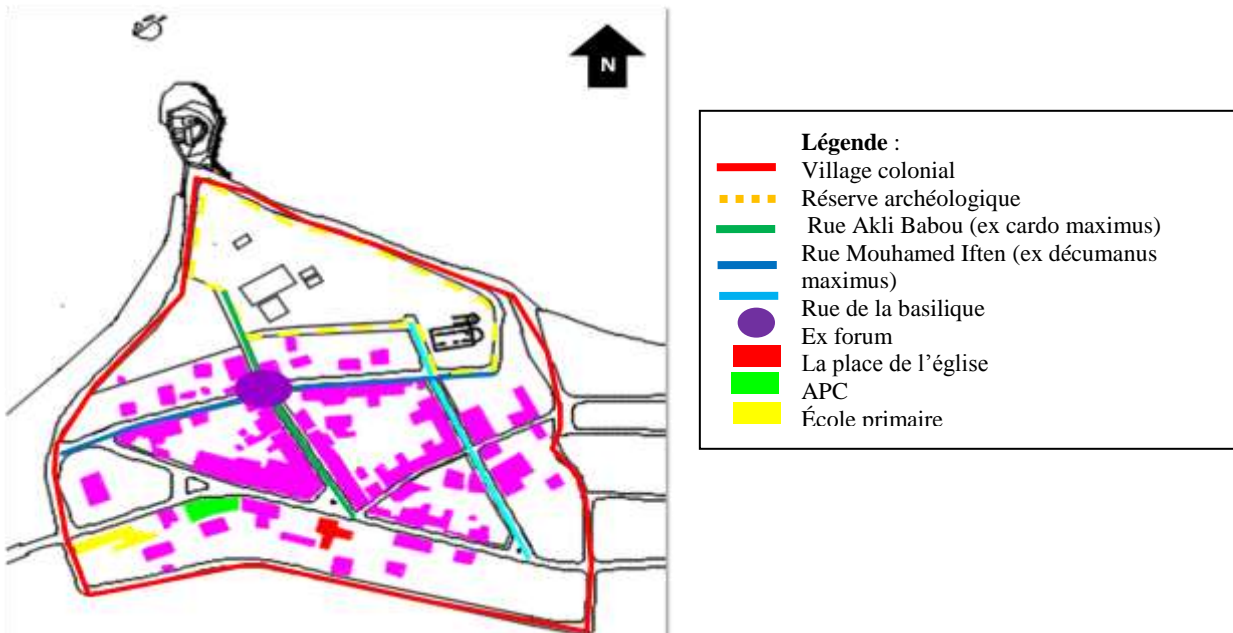 N
Légende :
Village colonial
Réserve archéologique
Rue Akli Babou (ex cardo maximus)
Rue Mouhamed Iften (ex décumanus
maximus)
Rue de la basilique
Ex forum
La place de l’église
APC
École primaire